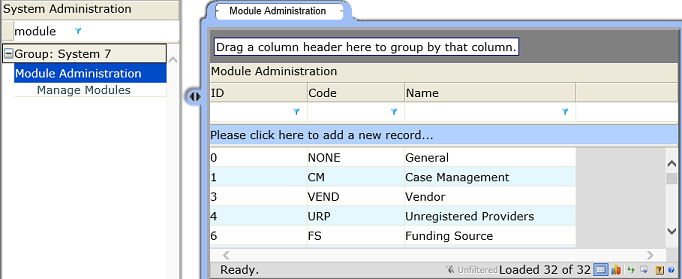 System Administration
module
Group: System 7
Module Administration
Manage Modules
Module Administration
Drag a column header here to group by that column.
Module Administration
ID Code Name
Please click here to add a new record...
0 NONE General
1 CM Case Management
3 VEND Vendor
4 URP Unregistered Providers
6 FS Funding Source
Ready. Unfiltered Loaded 32 of 32